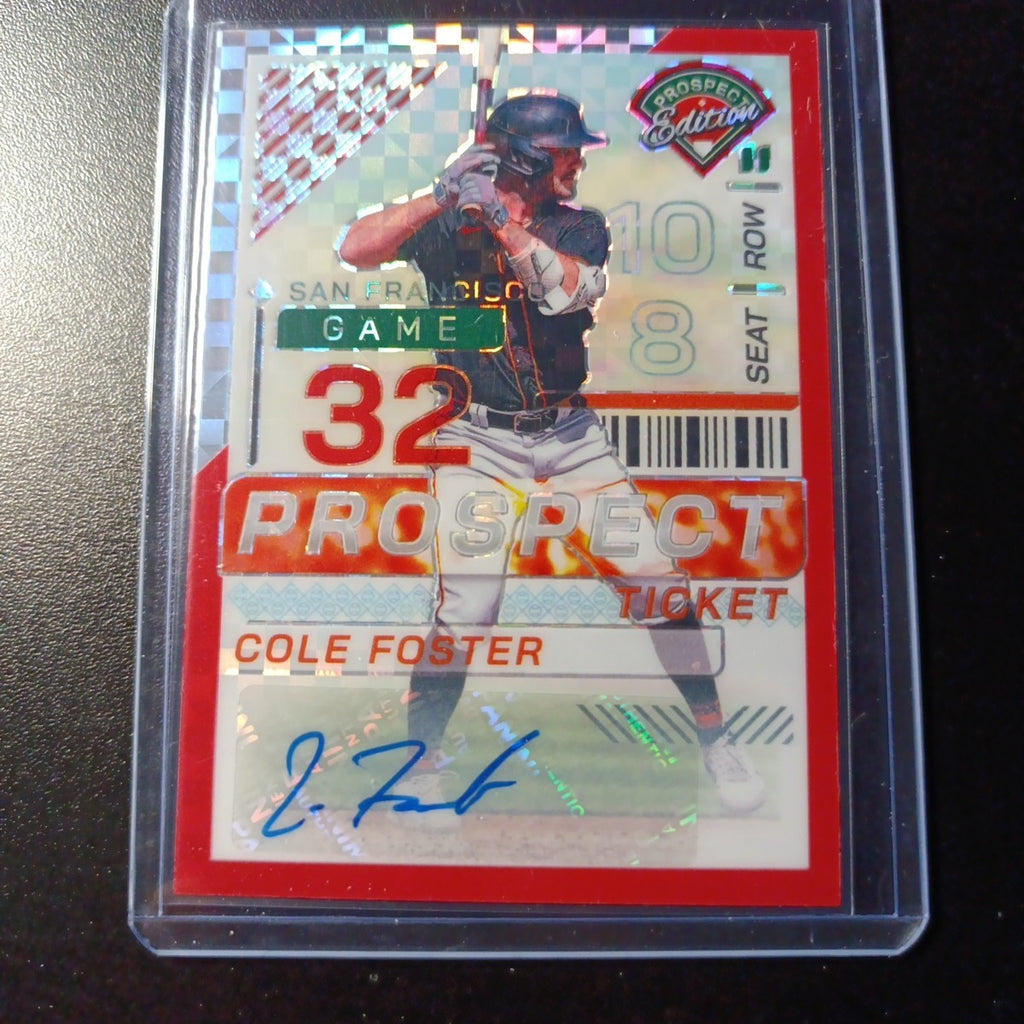 PROSPECT
Edition
ROW
10
SEAT
8
SAN FRANCISCO
GAME
32
PROSPECT
TICKET
COLE FOSTER